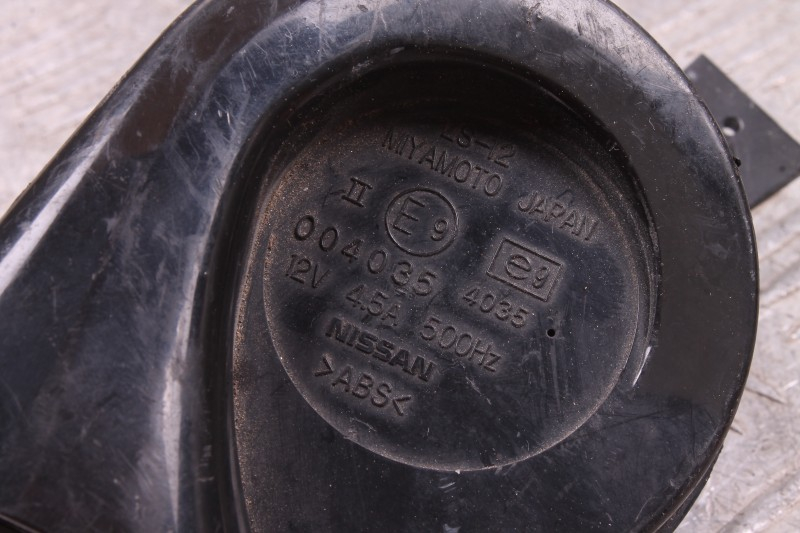 MIYAMOTO JAPAN
II E9
004035 e9
4035
12V 4.5A 500Hz
NISSAN
>ABS<